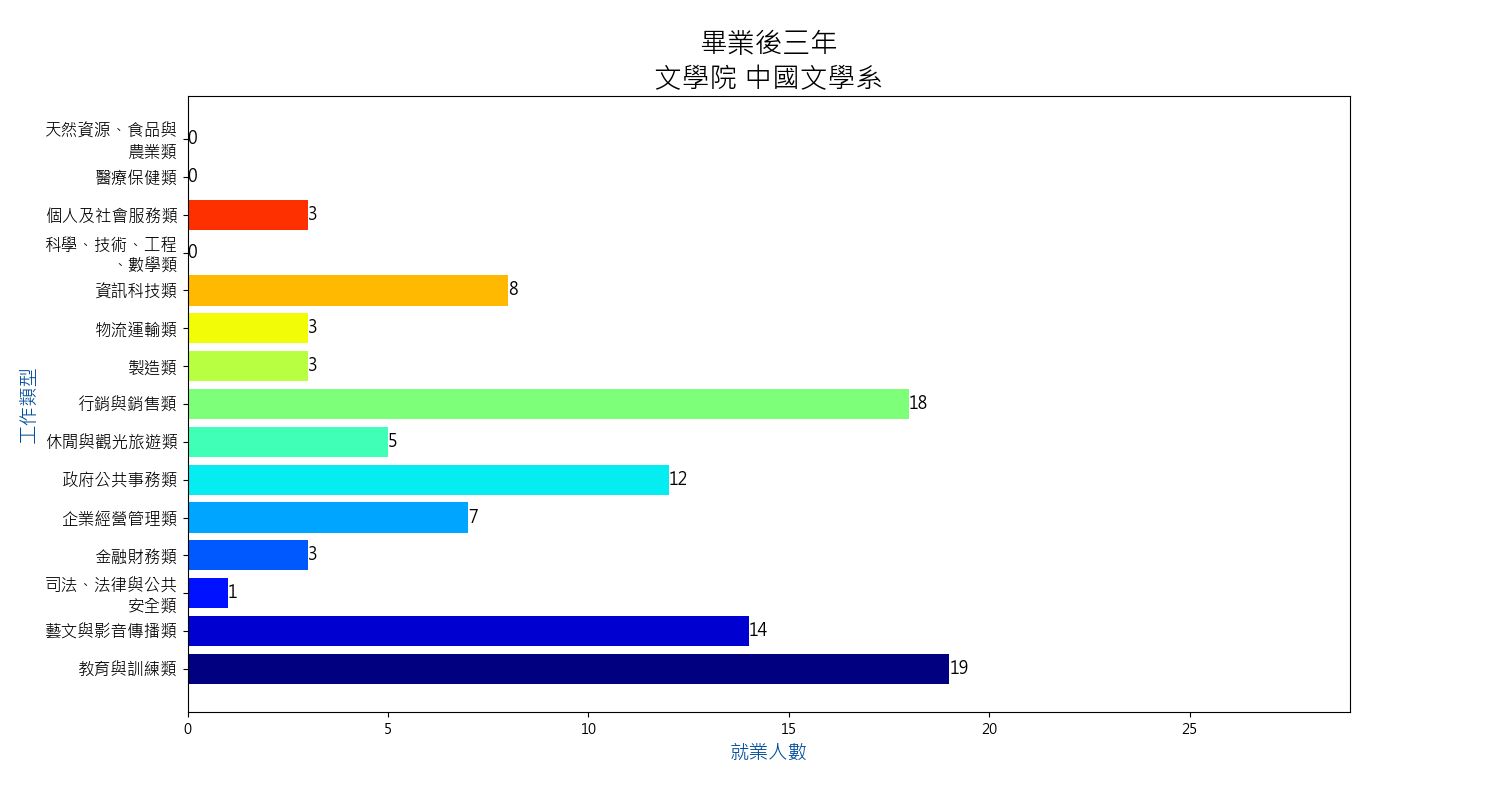 畢業後三年
文學院 中國文學系
天然資源、食品與
農業類
0
醫療保健類
0
個人及社會服務類
3
科學、技術、工程
、數學類
0
資訊科技類
8
物流運輸類
3
製造類
3
行銷與銷售類
18
休閒與觀光旅遊類
5
政府公共事務類
12
企業經營管理類
7
金融財務類
3
司法、法律與公共
安全類
1
藝文與影音傳播類
14
教育與訓練類
19
工作類型
0 5 10 15 20 25
就業人數